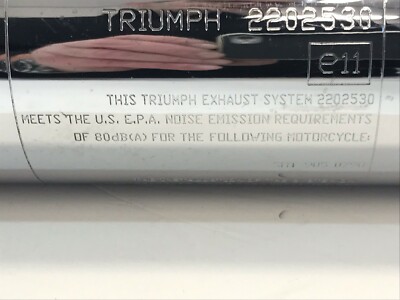 TRIUMPH 2202530
e11
THIS TRIUMPH EXHAUST SYSTEM 2202530
MEETS THE U.S. E.P.A. NOISE EMISSION REQUIREMENTS
OF 80dB(A) FOR THE FOLLOWING MOTORCYCLE: